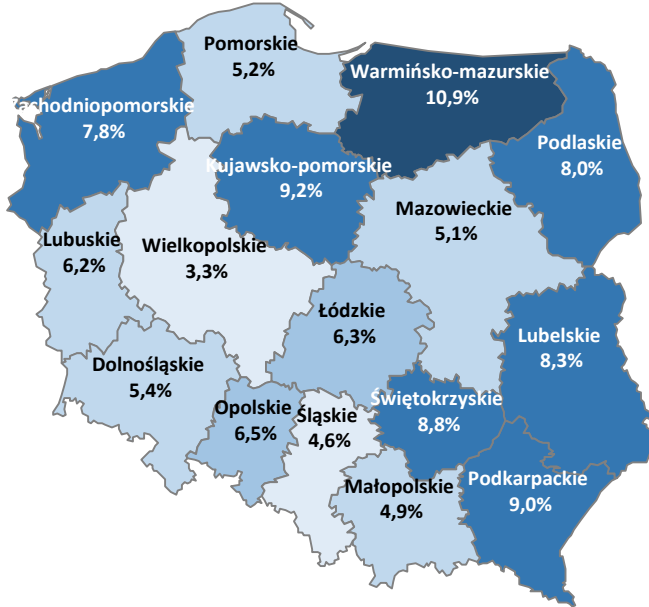 Pomorskie
5,2%
Warmińsko-mazurskie
10,9%
Zachodniopomorskie
7,8%
Podlaskie
8,0%
Kujawsko-pomorskie
9,2%
Mazowieckie
5,1%
Lubuskie
6,2%
Wielkopolskie
3,3%
Łódzkie
6,3%
Lubelskie
8,3%
Dolnośląskie
5,4%
Opolskie
6,5%
Śląskie
4,6%
Świętokrzyskie
8,8%
Małopolskie
4,9%
Podkarpackie
9,0%